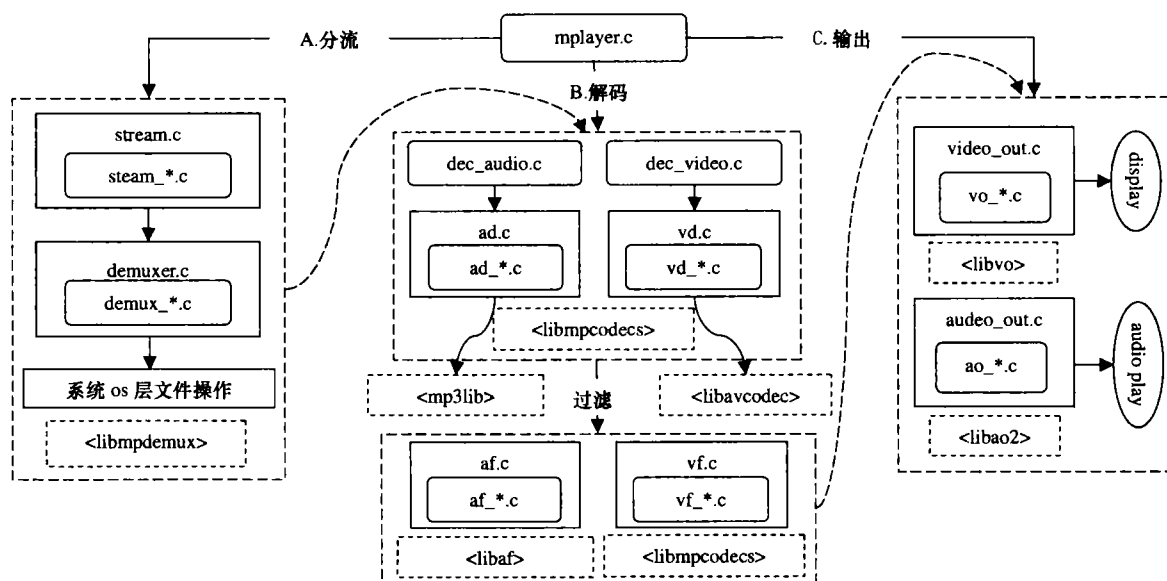 A.分流
mplayer.c
C. 输出
B.解码
stream.c
steam_*.c
demuxer.c
demux_*.c
系统 os 层文件操作
<libmpdemux>
dec_audio.c
dec_video.c
ad.c
ad_*.c
vd.c
vd_*.c
<libmpcodecs>
<mp3lib>
过滤
<libavcodec>
af.c
af_*.c
vf.c
vf_*.c
<libaf>
<libmpcodecs>
video_out.c
vo_*.c
display
<libvo>
audeo_out.c
ao_*.c
audio play
<libao2>